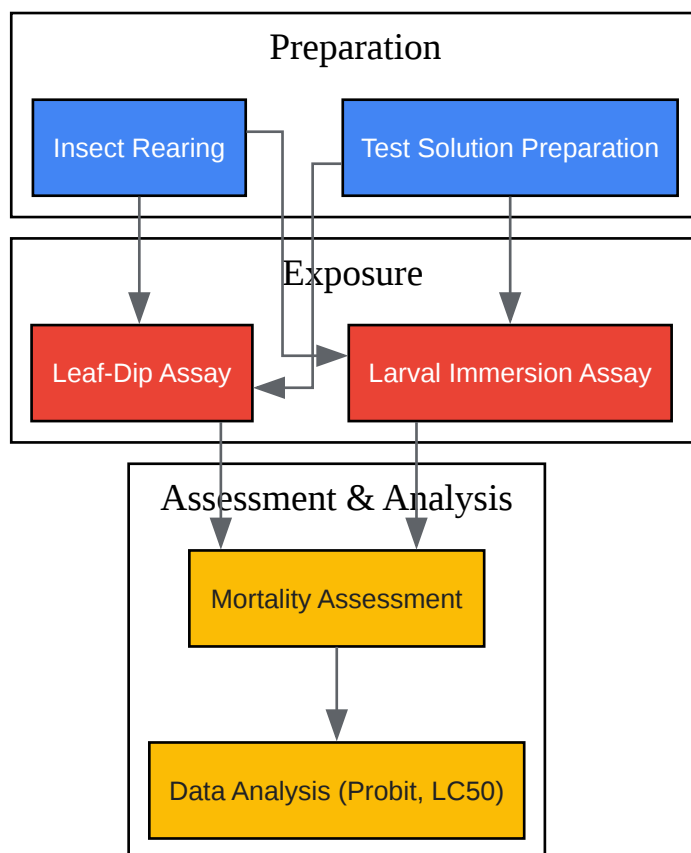 Preparation
Insect Rearing
Test Solution Preparation
Exposure
Leaf-Dip Assay
Larval Immersion Assay
Assessment & Analysis
Mortality Assessment
Data Analysis (Probit, LC50)